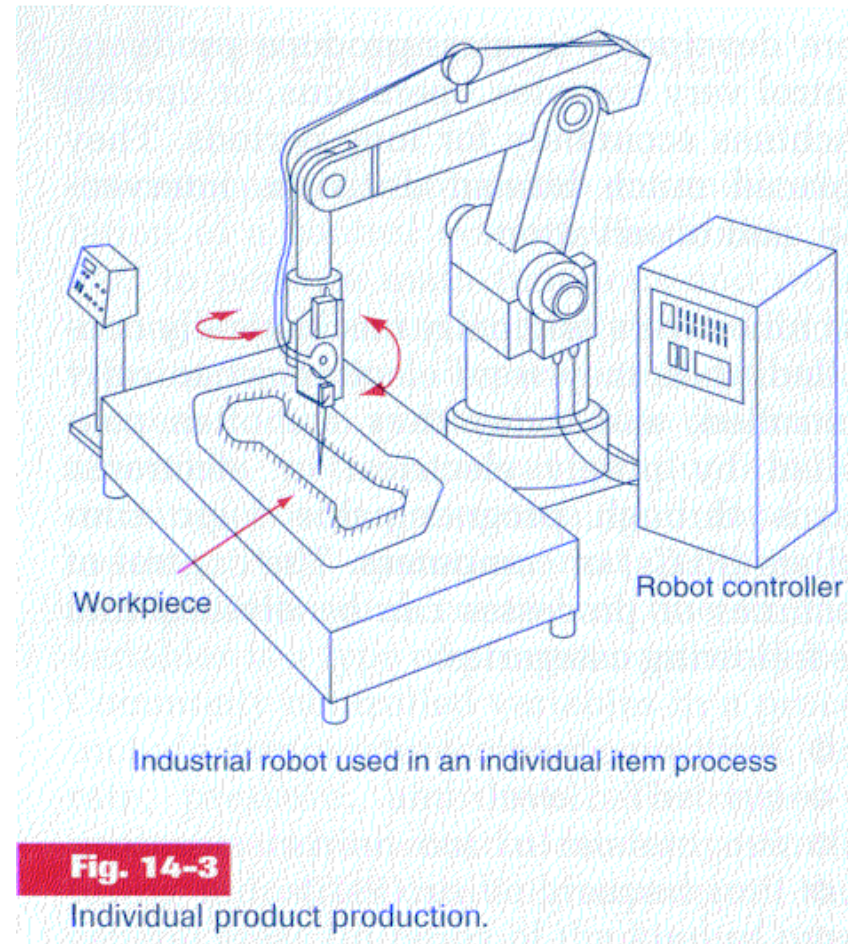 Workpiece
Robot controller
Industrial robot used in an individual item process
Fig. 14-3
Individual product production.